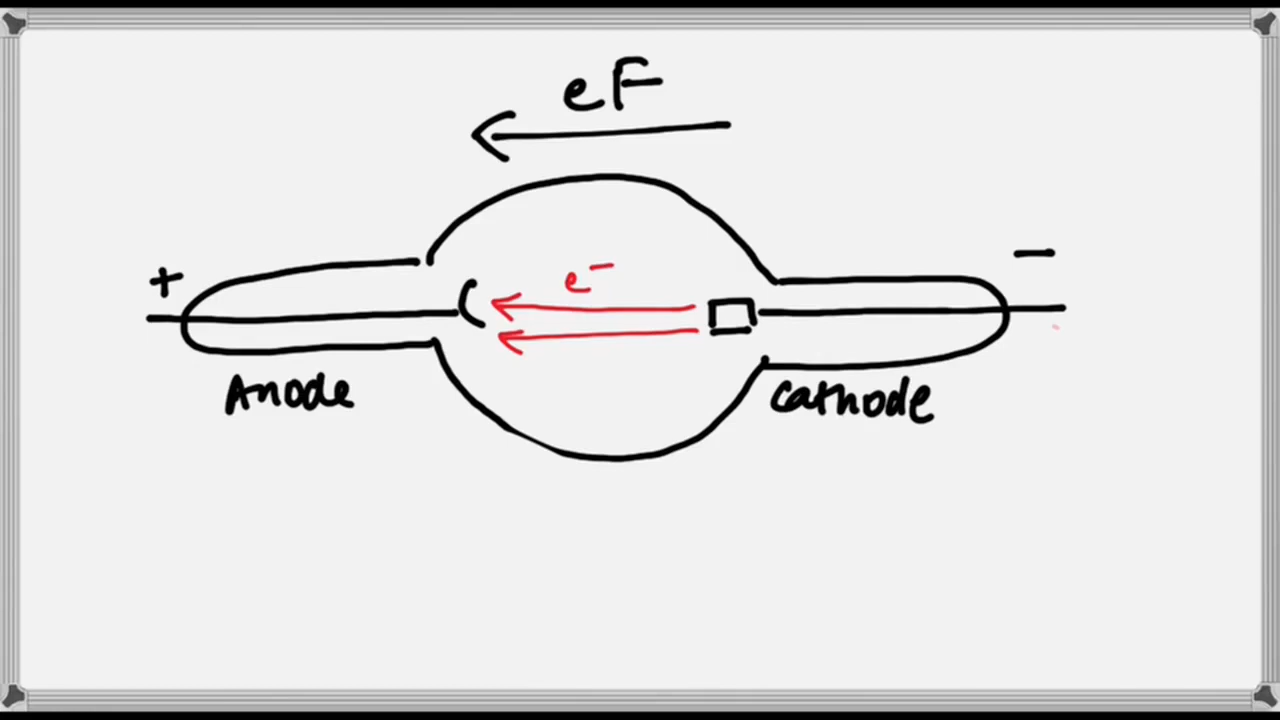 eF
+
−
e−
Anode
cathode